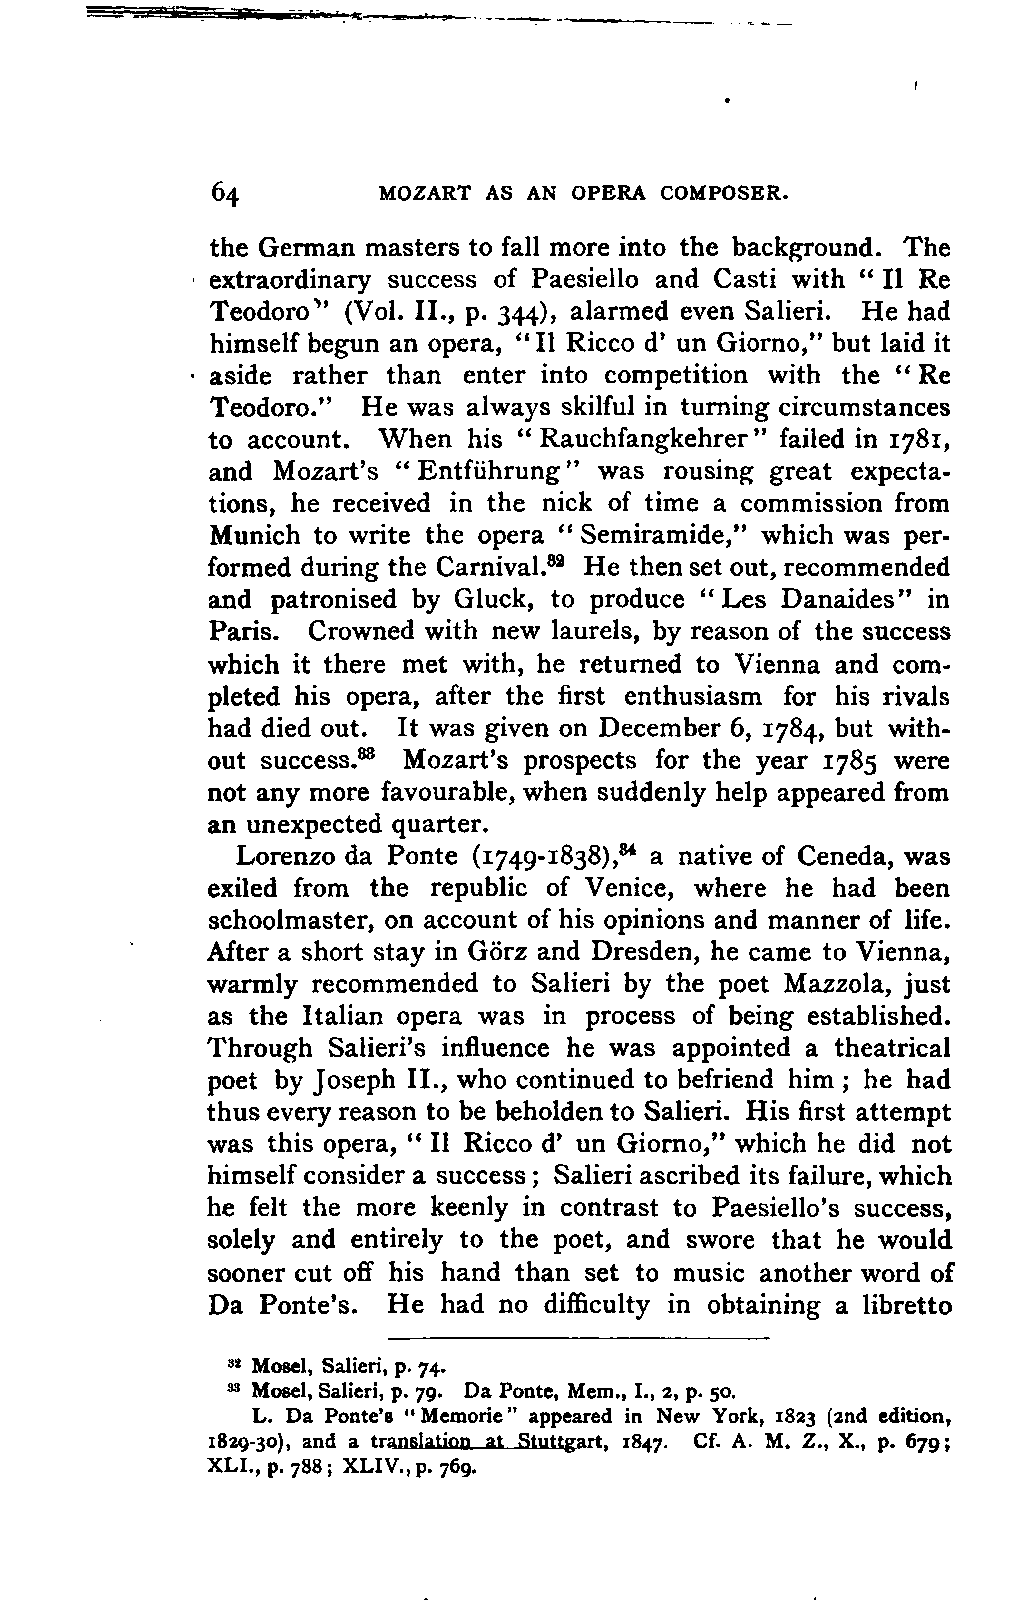 64 MOZART AS AN OPERA COMPOSER.
the German masters to fall more into the background. The
extraordinary success of Paesiello and Casti with " Il Re
Teodoro" (Vol. II., p. 344), alarmed even Salieri. He had
himself begun an opera, "Il Ricco d' un Giorno," but laid it
aside rather than enter into competition with the " Re
Teodoro." He was always skilful in turning circumstances
to account. When his " Rauchfangkehrer" failed in 1781,
and Mozart's " Entführung" was rousing great expecta-
tions, he received in the nick of time a commission from
Munich to write the opera " Semiramide," which was per-
formed during the Carnival.32 He then set out, recommended
and patronised by Gluck, to produce "Les Danaides" in
Paris. Crowned with new laurels, by reason of the success
which it there met with, he returned to Vienna and com-
pleted his opera, after the first enthusiasm for his rivals
had died out. It was given on December 6, 1784, but with-
out success.33 Mozart's prospects for the year 1785 were
not any more favourable, when suddenly help appeared from
an unexpected quarter.
Lorenzo da Ponte (1749-1838),34 a native of Ceneda, was
exiled from the republic of Venice, where he had been
schoolmaster, on account of his opinions and manner of life.
After a short stay in Görz and Dresden, he came to Vienna,
warmly recommended to Salieri by the poet Mazzola, just
as the Italian opera was in process of being established.
Through Salieri's influence he was appointed a theatrical
poet by Joseph II., who continued to befriend him ; he had
thus every reason to be beholden to Salieri. His first attempt
was this opera, " Il Ricco d' un Giorno," which he did not
himself consider a success ; Salieri ascribed its failure, which
he felt the more keenly in contrast to Paesiello's success,
solely and entirely to the poet, and swore that he would
sooner cut off his hand than set to music another word of
Da Ponte's. He had no difficulty in obtaining a libretto
32 Mosel, Salieri, p. 74.
33 Mosel, Salieri, p. 79. Da Ponte, Mem., I., 2, p. 50.
L. Da Ponte's "Memorie" appeared in New York, 1823 (2nd edition,
1829-30), and a translation at Stuttgart, 1847. Cf. A. M. Z., X., p. 679;
XLI., p. 788; XLIV., p. 769.